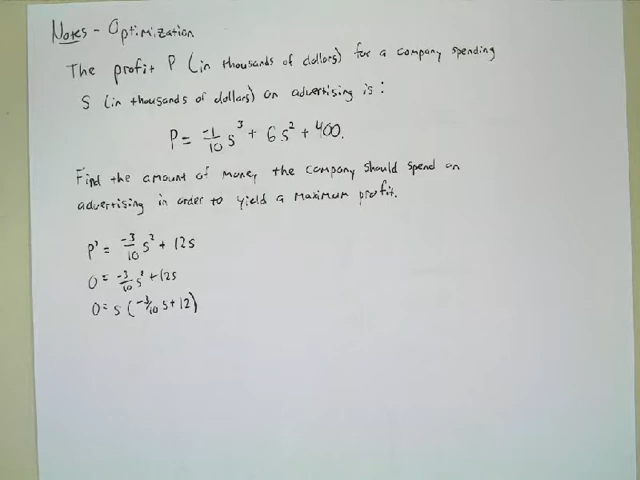 Notes - Optimization
The profit P (in thousands of dollars) for a company spending
S (in thousands of dollars) on advertising is:
P = -1/10 s³ + 6s² + 400.
Find the amount of money the company should spend on
advertising in order to yield a maximum profit.
P' = -3/10 s² + 12s
0 = -3/10 s² + 12s
0 = s (-3/10 s + 12)